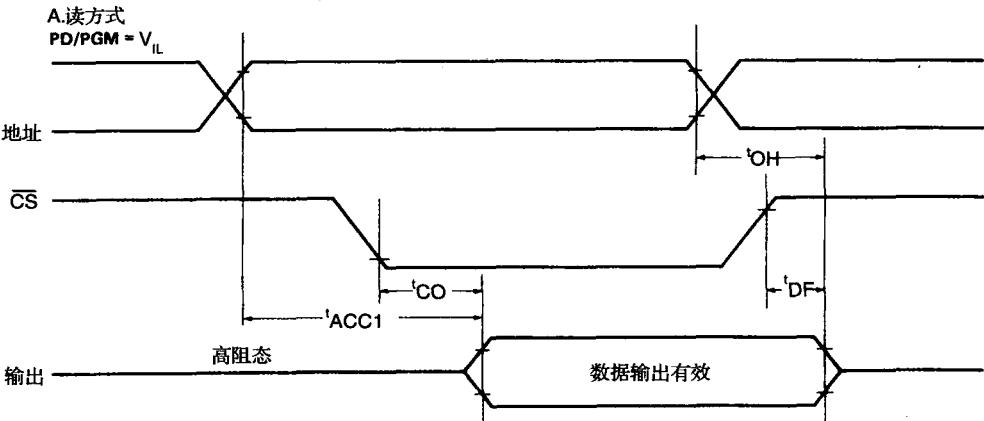 A.读方式
PD/PGM = VIL
地址
tOH
CS
tCO
tDF
tACC1
高阻态
输出
数据输出有效